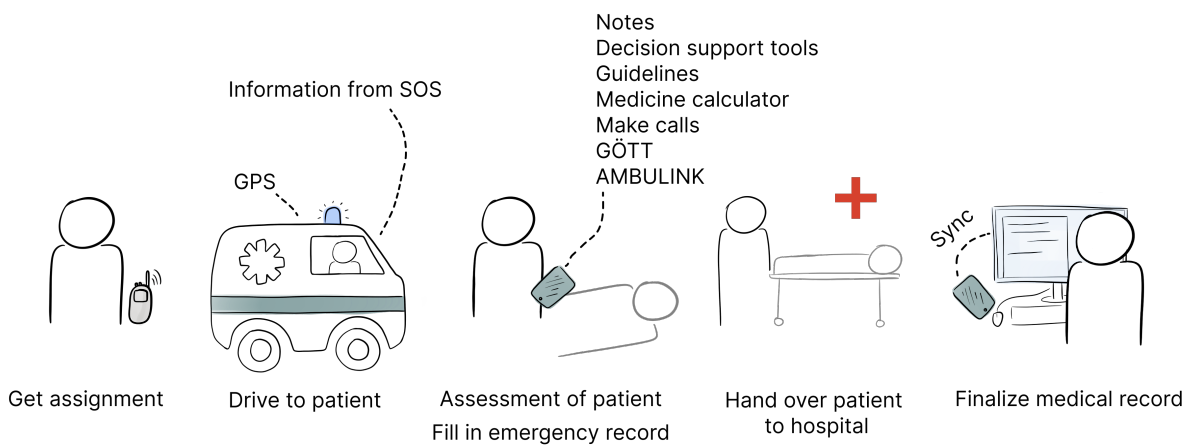 Notes
Decision support tools
Guidelines
Medicine calculator
Make calls
GÖTT
AMBULINK
Information from SOS
GPS
Sync
Get assignment
Drive to patient
Assessment of patient
Fill in emergency record
Hand over patient
to hospital
Finalize medical record